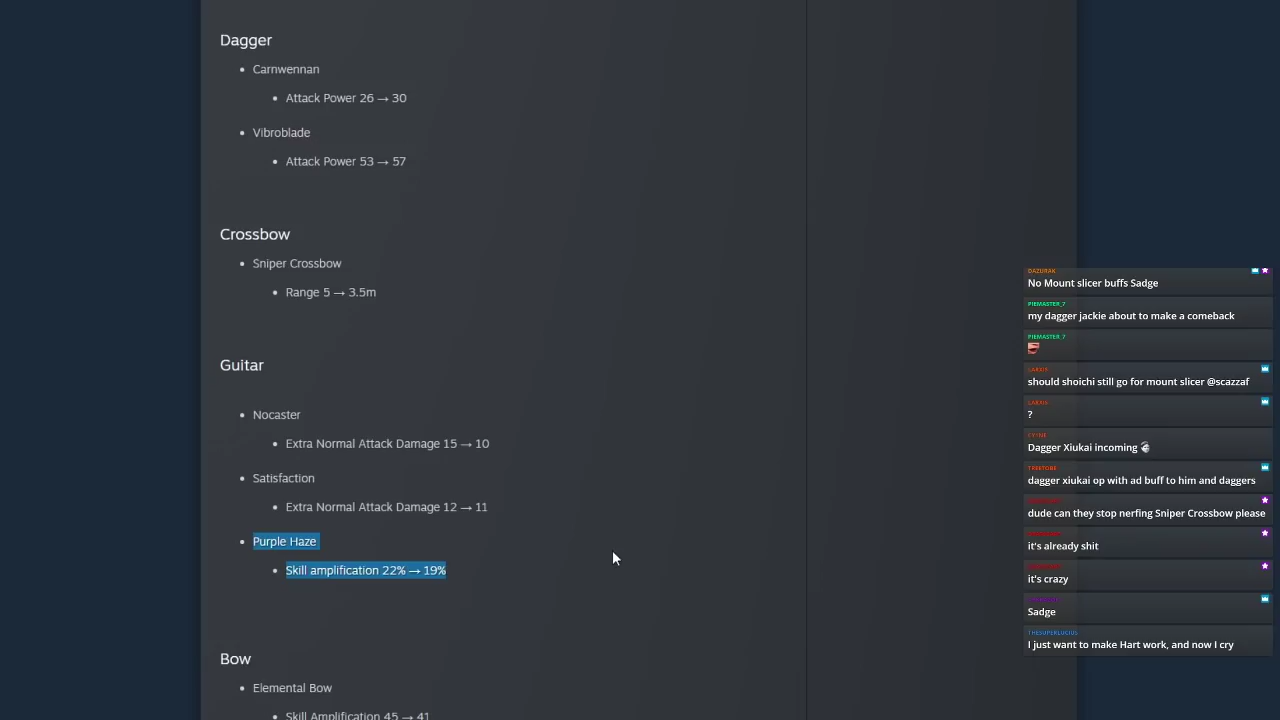 Dagger
Carnwennan
Attack Power 26 → 30
Vibroblade
Attack Power 53 → 57
Crossbow
Sniper Crossbow
Range 5 → 3.5m
Guitar
Nocaster
Extra Normal Attack Damage 15 → 10
Satisfaction
Extra Normal Attack Damage 12 → 11
Purple Haze
Skill amplification 22% → 19%
Bow
Elemental Bow
Skill Amplification 45 → 41
DAZURAK
No Mount slicer buffs Sadge
PIEMASTER_7
my dagger jackie about to make a comeback
PIEMASTER_7
should shoichi still go for mount slicer @scazzaf
?
Dagger Xiukai incoming
dagger xiukai op with ad buff to him and daggers
dude can they stop nerfing Sniper Crossbow please
it's already shit
it's crazy
Sadge
THESUPERLUGIUS
I just want to make Hart work, and now I cry